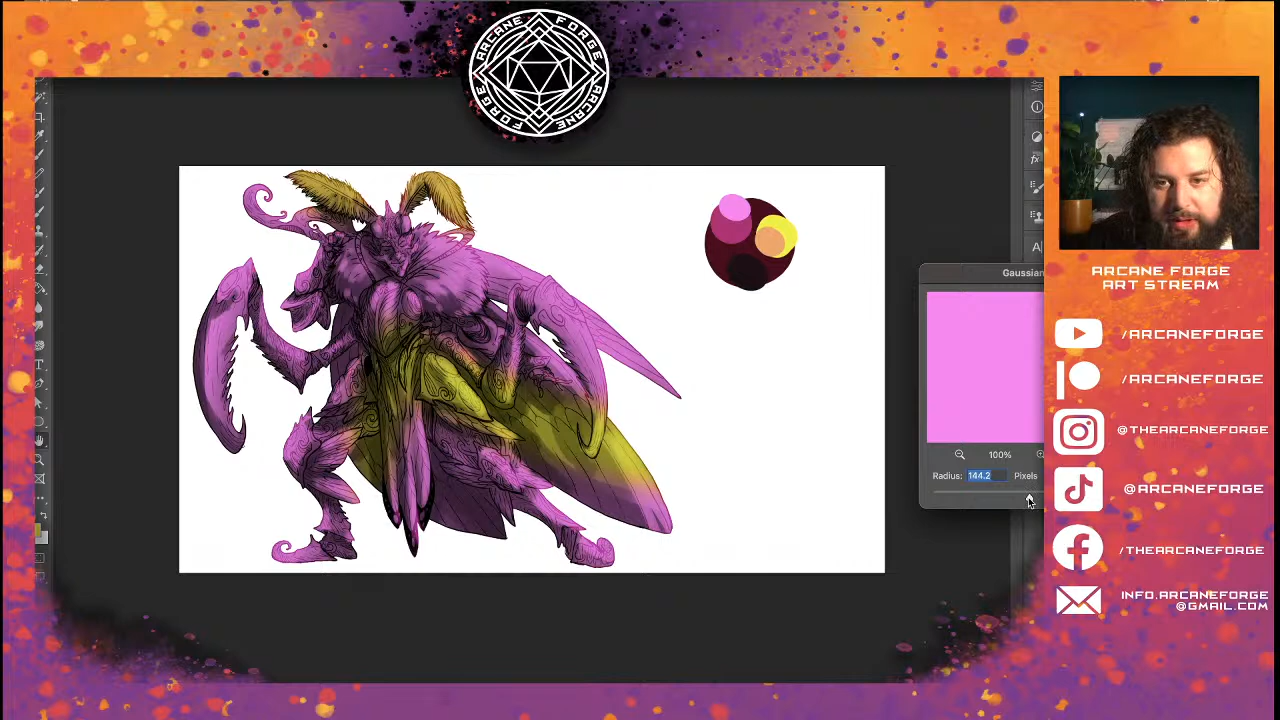 ARCANE FORGE
ARCANE FORGE
Gaussian
100%
Radius: 144.2 Pixels
fx
A
T
ARCANE FORGE
ART STREAM
/ARCANEFORGE
/ARCANEFORGE
@THEARCANEFORGE
@ARCANEFORGE
/THEARCANEFORGE
INFO.ARCANEFORGE
@GMAIL.COM